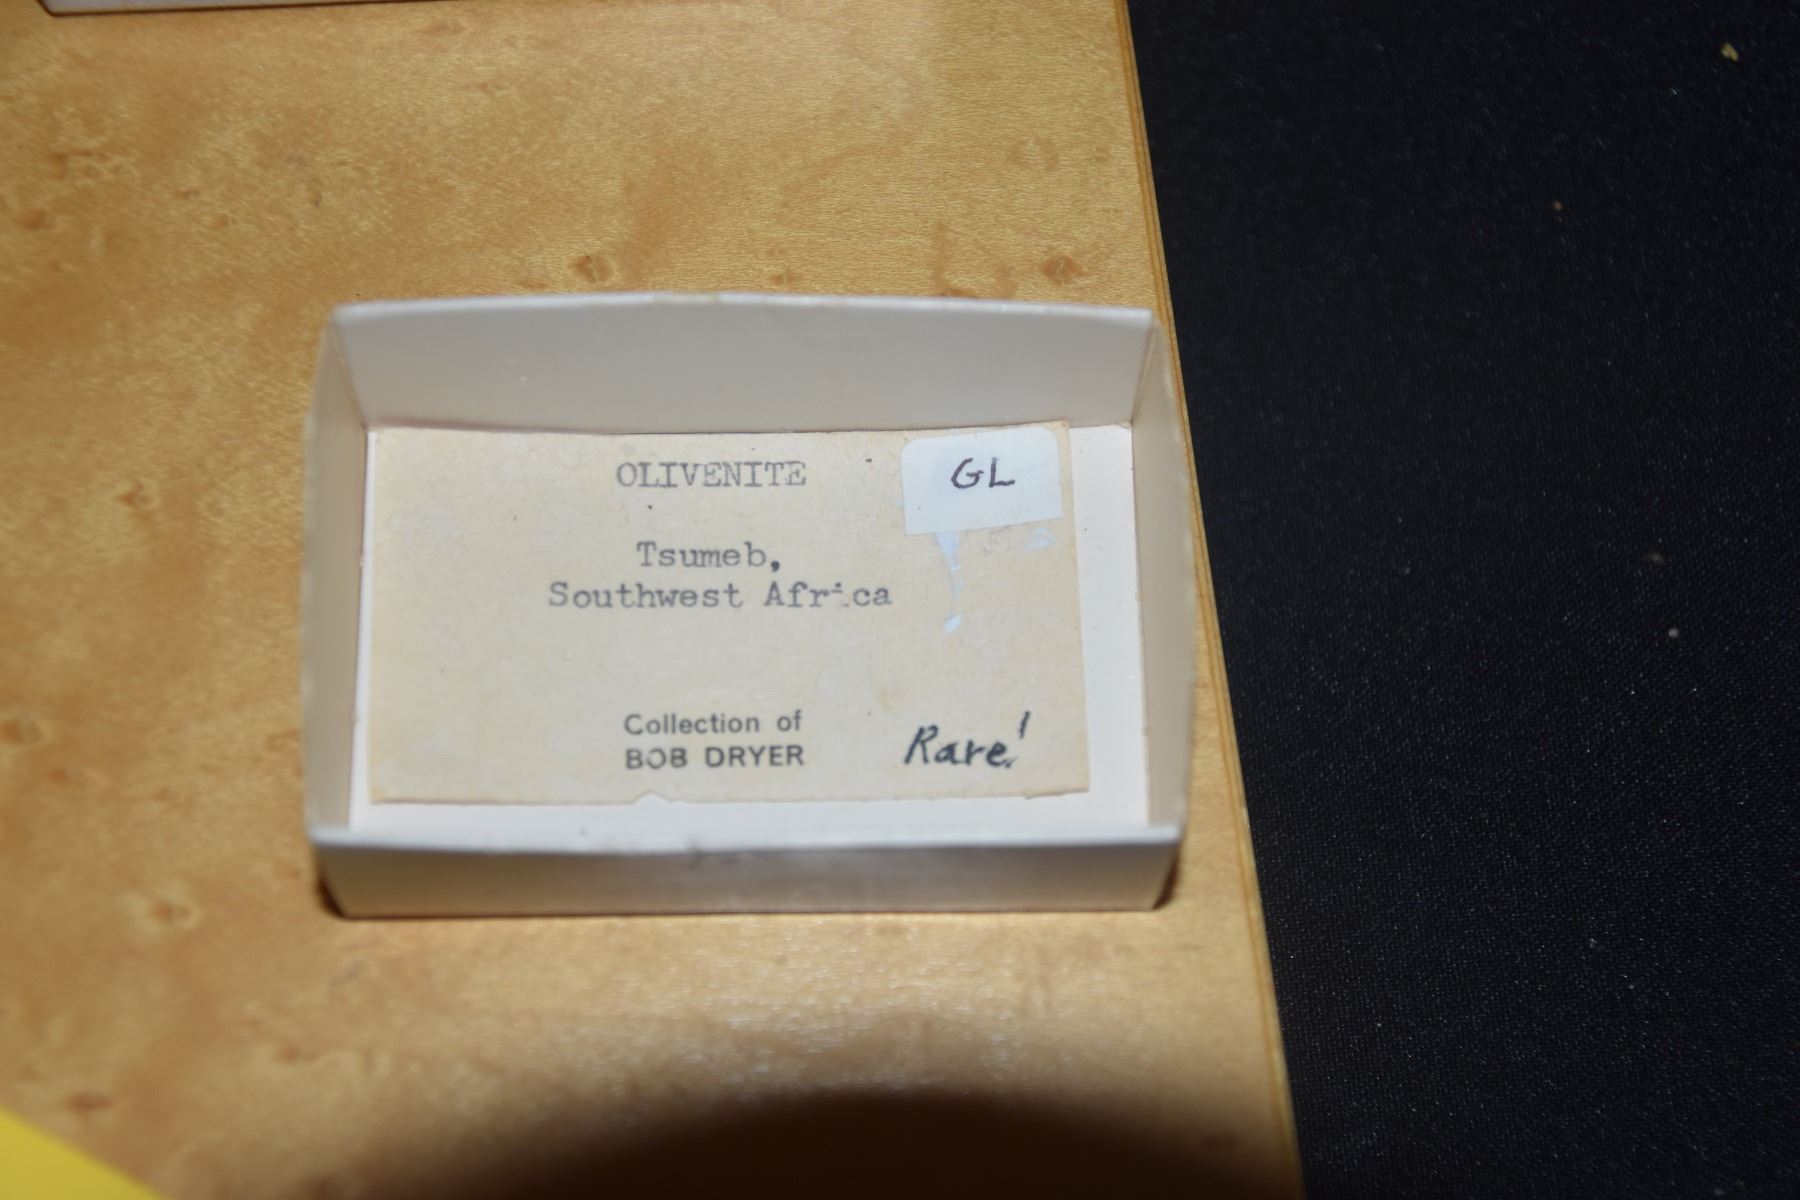 OLIVENITE
GL
Tsumeb,
Southwest Africa
Collection of
BOB DRYER
Rare!